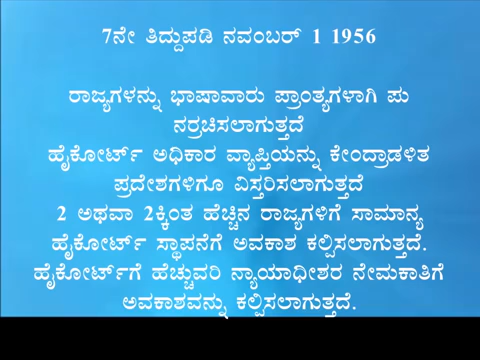 7ನೇ ತಿದ್ದುಪಡಿ ನವಂಬರ್ 1 1956
ರಾಜ್ಯಗಳನ್ನು ಭಾಷಾವಾರು ಪ್ರಾಂತ್ಯಗಳಾಗಿ ಪು
ನರ್ರಚಿಸಲಾಗುತ್ತದೆ
ಹೈಕೋರ್ಟ್ ಅಧಿಕಾರ ವ್ಯಾಪ್ತಿಯನ್ನು ಕೇಂದ್ರಾಡಳಿತ
ಪ್ರದೇಶಗಳಿಗೂ ವಿಸ್ತರಿಸಲಾಗುತ್ತದೆ
2 ಅಥವಾ 2ಕ್ಕಿಂತ ಹೆಚ್ಚಿನ ರಾಜ್ಯಗಳಿಗೆ ಸಾಮಾನ್ಯ
ಹೈಕೋರ್ಟ್ ಸ್ಥಾಪನೆಗೆ ಅವಕಾಶ ಕಲ್ಪಿಸಲಾಗುತ್ತದೆ.
ಹೈಕೋರ್ಟ್‌ಗೆ ಹೆಚ್ಚುವರಿ ನ್ಯಾಯಾಧೀಶರ ನೇಮಕಾತಿಗೆ
ಅವಕಾಶವನ್ನು ಕಲ್ಪಿಸಲಾಗುತ್ತದೆ.